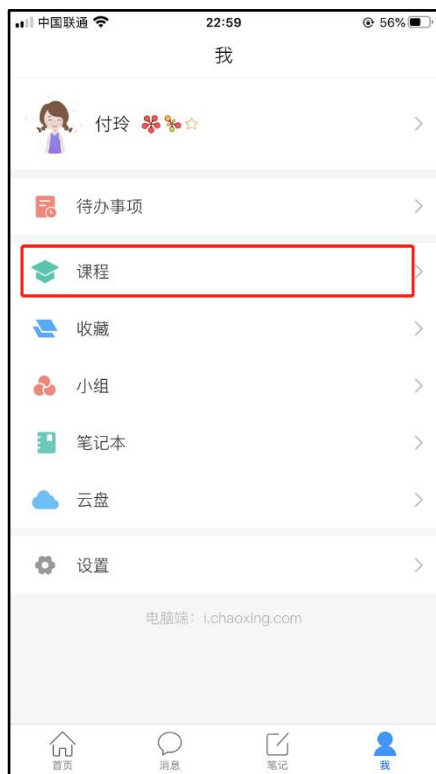 中国联通 22:59 56%
我
付玲
待办事项
课程
收藏
小组
笔记本
云盘
设置
电脑端：i.chaoxing.com
首页 消息 笔记 我